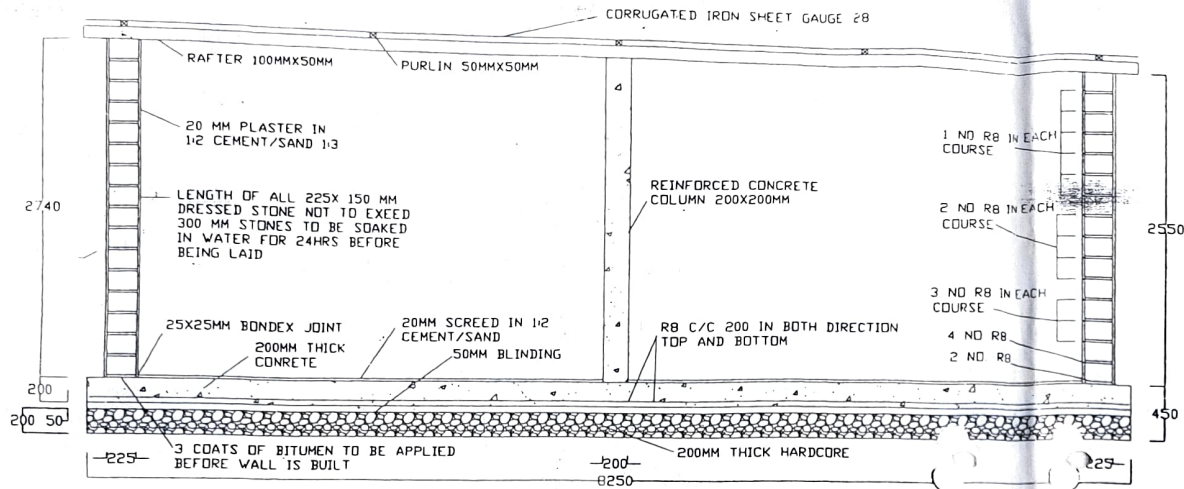 CORRUGATED IRON SHEET GAUGE 28
RAFTER 100MMX50MM
PURLIN 50MMX50MM
20 MM PLASTER IN
1:2 CEMENT/SAND 1:3
1 NO R8 IN EACH
COURSE
LENGTH OF ALL 225X 150 MM
DRESSED STONE NOT TO EXEED
300 MM STONES TO BE SOAKED
IN WATER FOR 24HRS BEFORE
BEING LAID
REINFORCED CONCRETE
COLUMN 200X200MM
2740
2 NO R8 IN EACH
COURSE
2550
3 NO R8 IN EACH
COURSE
25X25MM BONDEX JOINT
200MM THICK
CONRETE
20MM SCREED IN 1:2
CEMENT/SAND
50MM BLINDING
R8 C/C 200 IN BOTH DIRECTION
TOP AND BOTTOM
4 NO R8
2 NO. R8
200
200 50
450
225
3 COATS OF BITUMEN TO BE APPLIED
BEFORE WALL IS BUILT
200
8250
200MM THICK HARDCORE
225